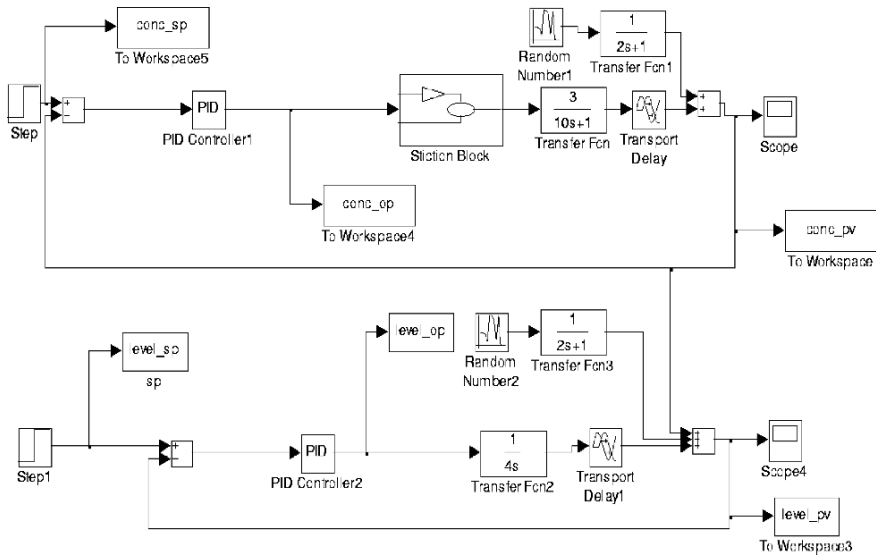 conc_sp
To Workspace5
Step
+
−
PID
PID Controller1
Stiction Block
Random
Number1
1
2s+1
Transfer Fcn1
3
10s+1
Transfer Fcn
Transport
Delay
+
+
Scope
conc_op
To Workspace4
conc_pv
To Workspace
level_sp
sp
level_op
Random
Number2
1
2s+1
Transfer Fcn3
Step1
+
−
PID
PID Controller2
1
4s
Transfer Fcn2
Transport
Delay1
+
+
+
Scope4
level_pv
To Workspace3